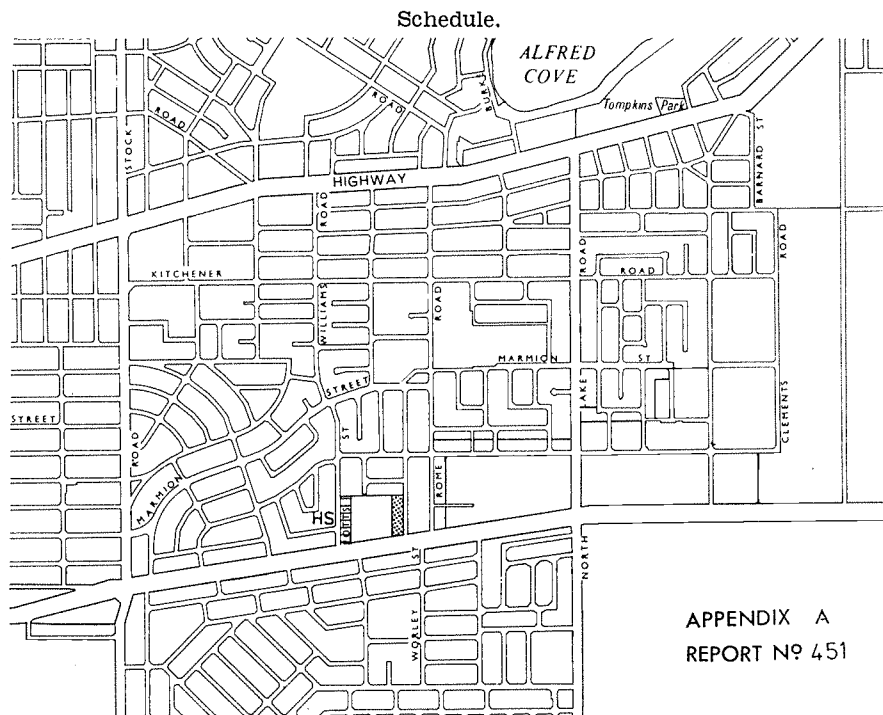 Schedule.
ALFRED
COVE
BURKE
ROAD
Tompkins Park
ROAD
STOCK
BARNARD ST
HIGHWAY
ROAD
ROAD
ROAD
KITCHENER
ROAD
WILLIAMS
ROAD
MARMION ST
STREET
LAKE
CLEMENTS
STREET
ST
ROAD
MARMION
ROME
HS
ST
NORTH
WORLEY
APPENDIX A
REPORT Nº 451